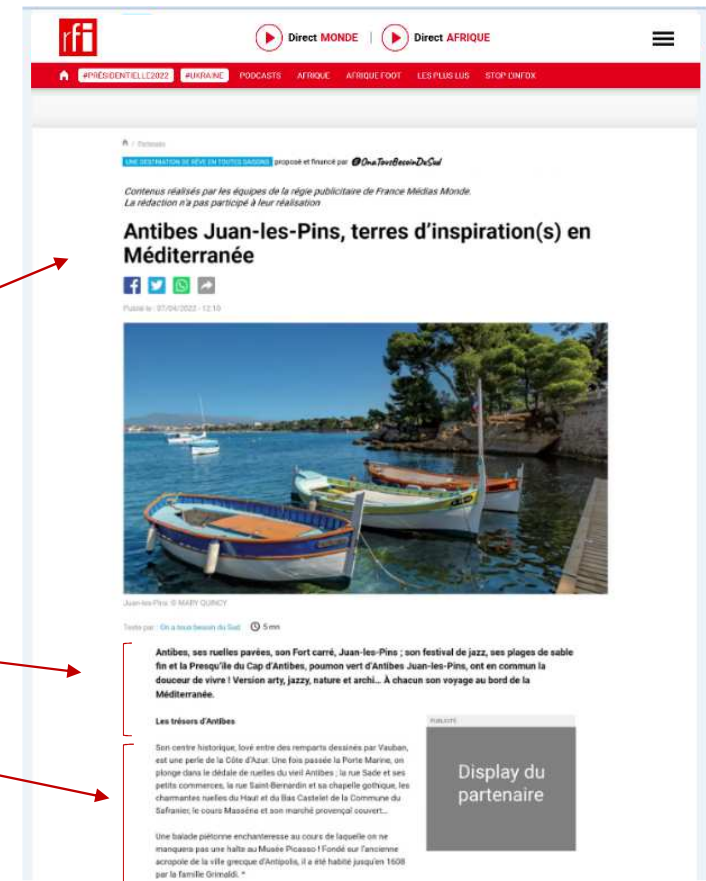 rfi
Direct MONDE | Direct AFRIQUE
#PRÉSIDENTIELLE2022 #UKRAINE PODCASTS AFRIQUE AFRIQUE FOOT LES PLUS LUS STOP L'INFOX
/ Partenaires
UNE DESTINATION DE RÊVE EN TOUTES SAISONS proposé et financé par #OnaTousBesoinDuSud
Contenus réalisés par les équipes de la régie publicitaire de France Médias Monde.
La rédaction n'a pas participé à leur réalisation
Antibes Juan-les-Pins, terres d'inspiration(s) en
Méditerranée
Publié le : 07/04/2022 - 12:10
Juan-les-Pins. © MARY QUINCY
Texte par : On a tous besoin du Sud 5 mn
Antibes, ses ruelles pavées, son Fort carré, Juan-les-Pins ; son festival de jazz, ses plages de sable
fin et la Presqu'île du Cap d'Antibes, poumon vert d'Antibes Juan-les-Pins, ont en commun la
douceur de vivre ! Version arty, jazzy, nature et archi... À chacun son voyage au bord de la
Méditerranée.
Les trésors d'Antibes
PUBLICITÉ
Son centre historique, lové entre des remparts dessinés par Vauban,
est une perle de la Côte d'Azur. Une fois passée la Porte Marine, on
plonge dans le dédale de ruelles du vieil Antibes ; la rue Sade et ses
petits commerces, la rue Saint-Bernardin et sa chapelle gothique, les
charmantes ruelles du Haut et du Bas Castelet de la Commune du
Safranier, le cours Masséna et son marché provençal couvert...
Display du
partenaire
Une balade piétonne enchanteresse au cours de laquelle on ne
manquera pas une halte au Musée Picasso ! Fondé sur l'ancienne
acropole de la ville grecque d'Antipolis, il a été habité jusqu'en 1608
par la famille Grimaldi. *